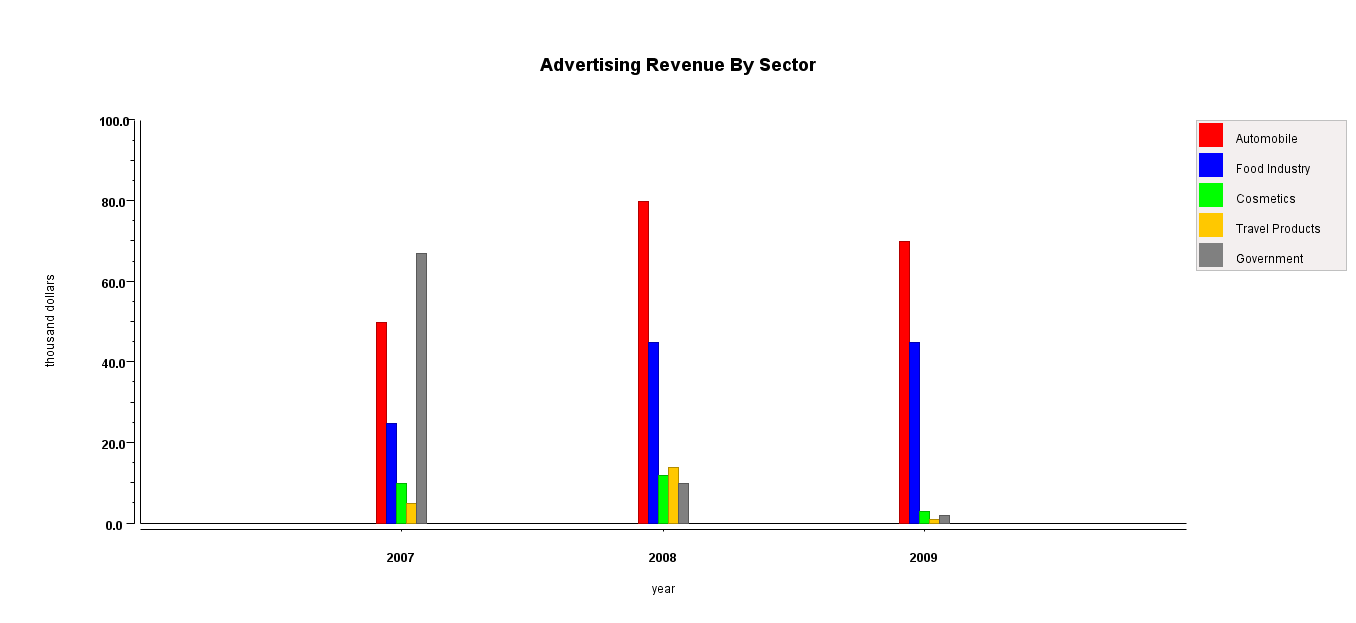 Advertising Revenue By Sector
100.0
80.0
60.0
40.0
20.0
0.0
thousand dollars
2007
2008
2009
year
Automobile
Food Industry
Cosmetics
Travel Products
Government